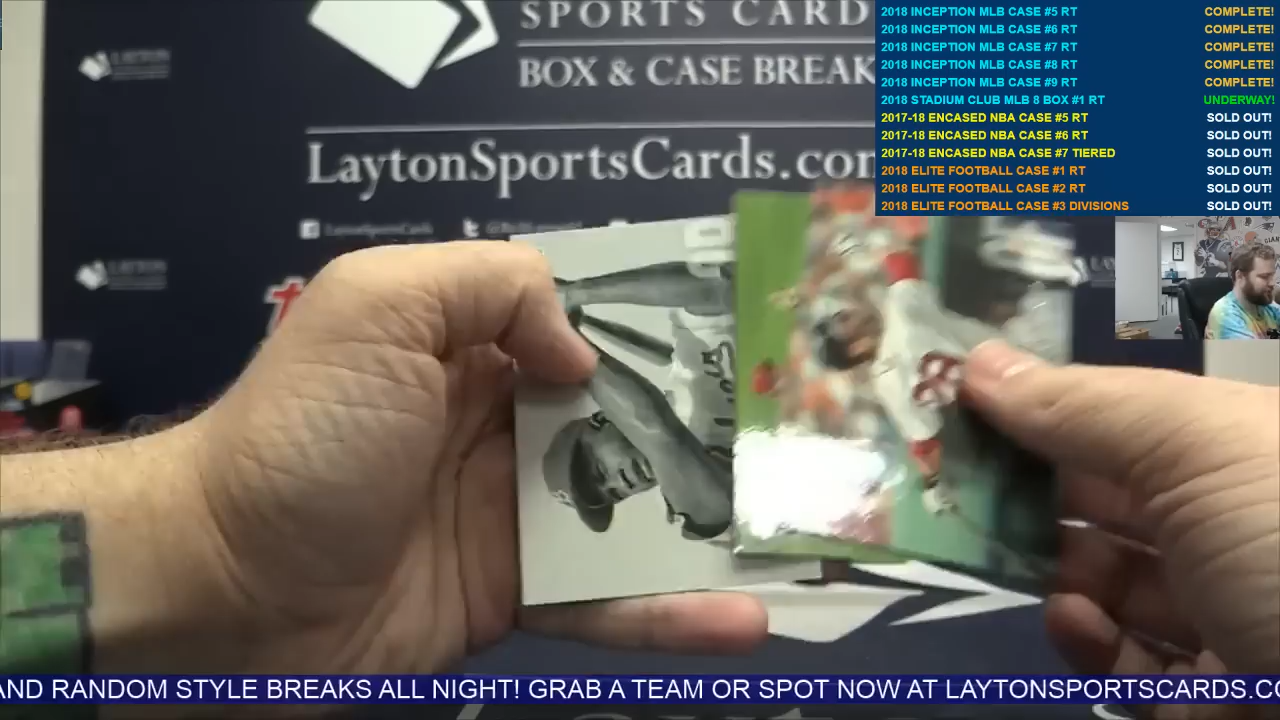 SPORTS CARD
BOX & CASE BREAK
LaytonSportsCards.com
LAYTON
LAYTON
2018 INCEPTION MLB CASE #5 RT COMPLETE!
2018 INCEPTION MLB CASE #6 RT COMPLETE!
2018 INCEPTION MLB CASE #7 RT COMPLETE!
2018 INCEPTION MLB CASE #8 RT COMPLETE!
2018 INCEPTION MLB CASE #9 RT COMPLETE!
2018 STADIUM CLUB MLB 8 BOX #1 RT UNDERWAY!
2017-18 ENCASED NBA CASE #5 RT SOLD OUT!
2017-18 ENCASED NBA CASE #6 RT SOLD OUT!
2017-18 ENCASED NBA CASE #7 TIERED SOLD OUT!
2018 ELITE FOOTBALL CASE #1 RT SOLD OUT!
2018 ELITE FOOTBALL CASE #2 RT SOLD OUT!
2018 ELITE FOOTBALL CASE #3 DIVISIONS SOLD OUT!
AND RANDOM STYLE BREAKS ALL NIGHT! GRAB A TEAM OR SPOT NOW AT LAYTONSPORTSCARDS.CO